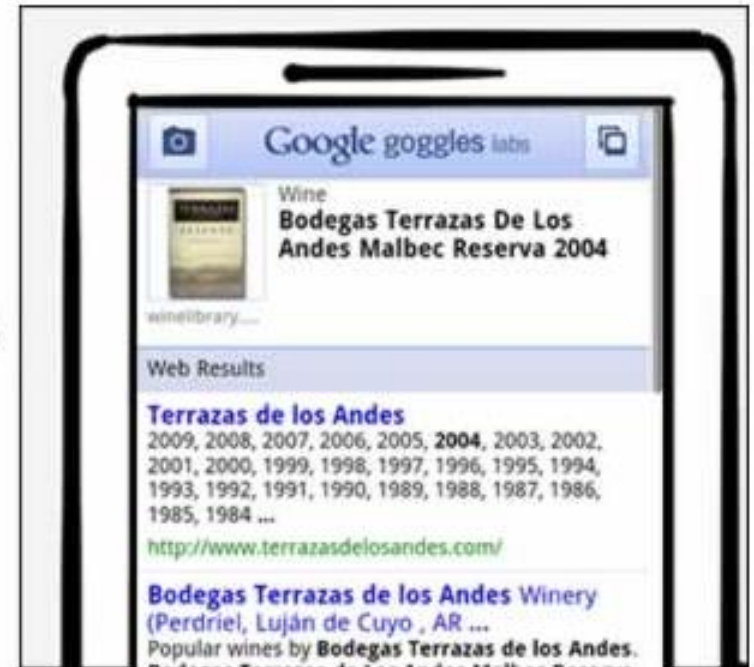 Google goggles labs
Wine
Bodegas Terrazas De Los
Andes Malbec Reserva 2004
winelibrary....
Web Results
Terrazas de los Andes
2009, 2008, 2007, 2006, 2005, 2004, 2003, 2002,
2001, 2000, 1999, 1998, 1997, 1996, 1995, 1994,
1993, 1992, 1991, 1990, 1989, 1988, 1987, 1986,
1985, 1984 ...
http://www.terrazasdelosandes.com/
Bodegas Terrazas de los Andes Winery
(Perdriel, Luján de Cuyo , AR ...
Popular wines by Bodegas Terrazas de los Andes.